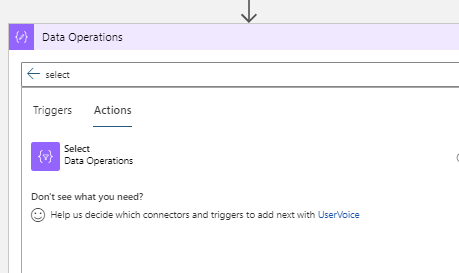 Data Operations
select
Triggers
Actions
Select
Data Operations
Don't see what you need?
Help us decide which connectors and triggers to add next with UserVoice